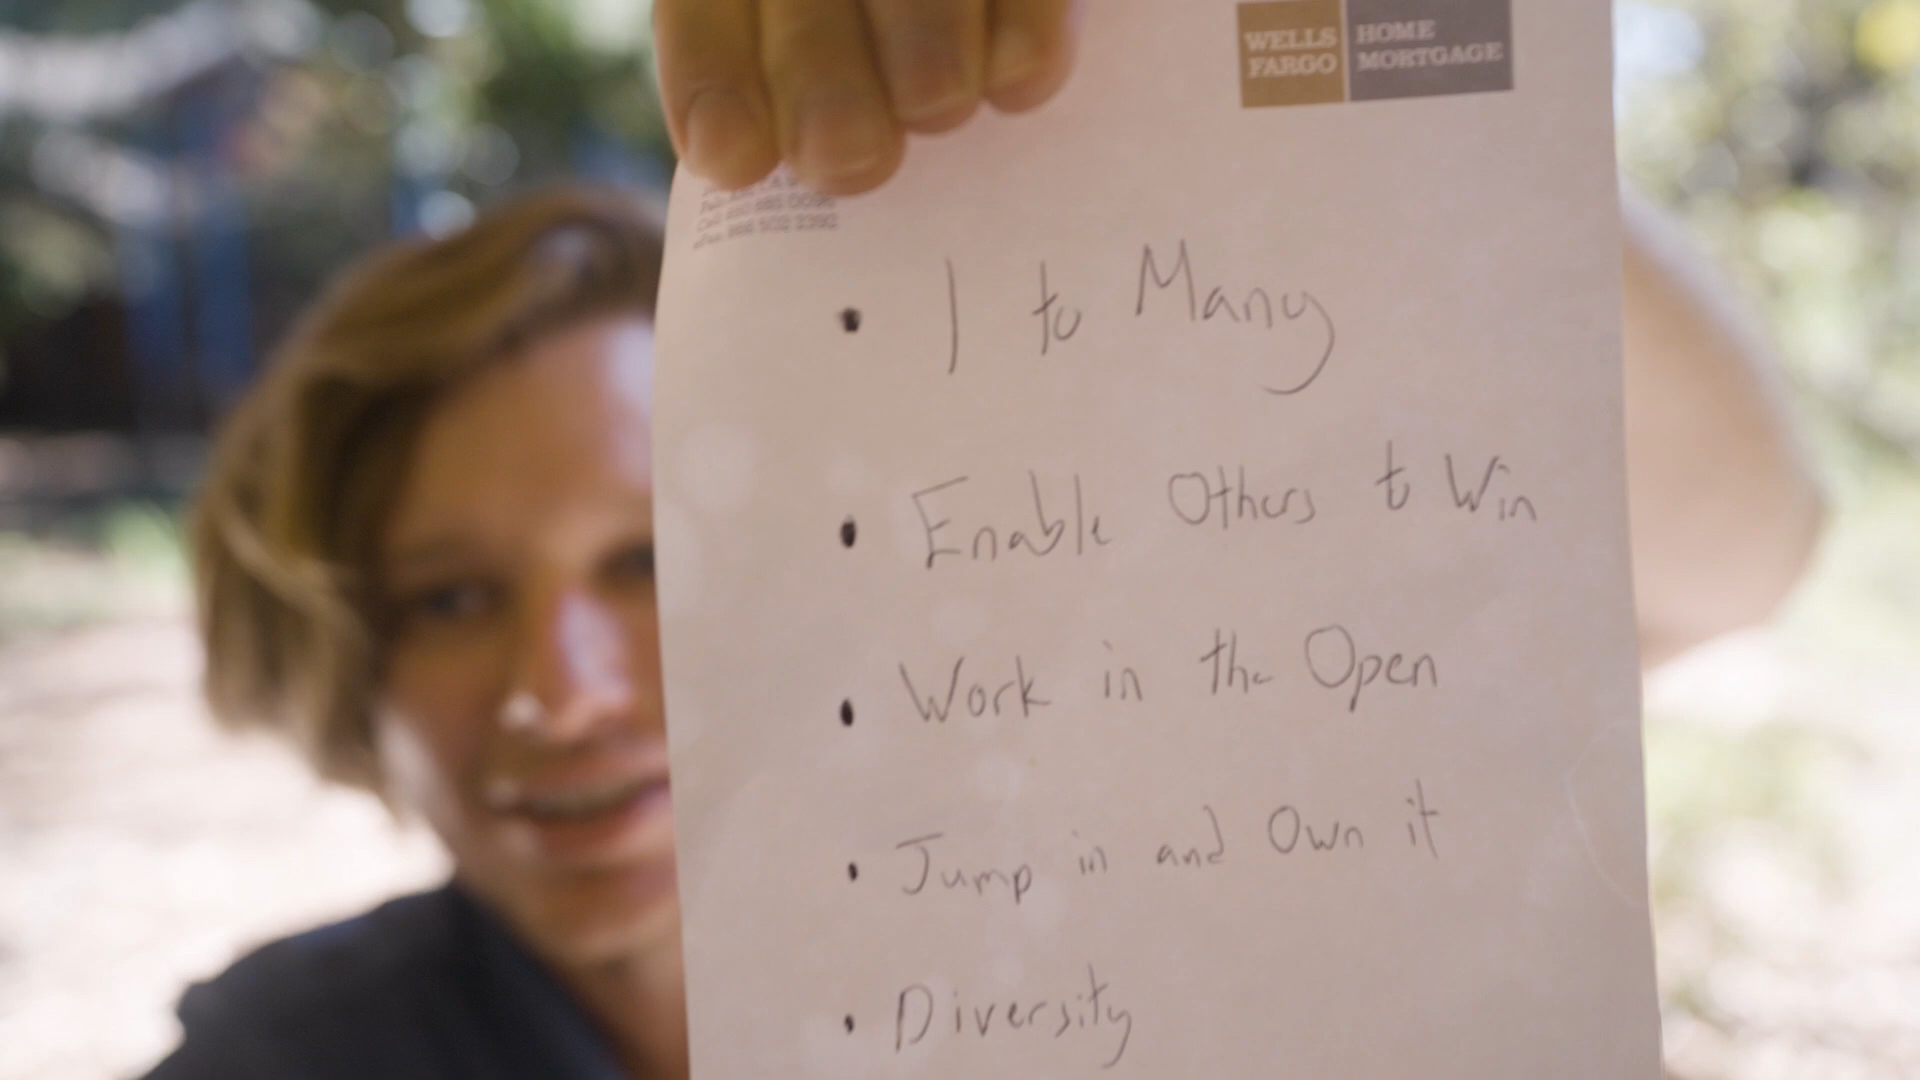 WELLS FARGO
HOME MORTGAGE
• 1 to Many
• Enable Others to Win
• Work in the Open
• Jump in and Own it
• Diversity